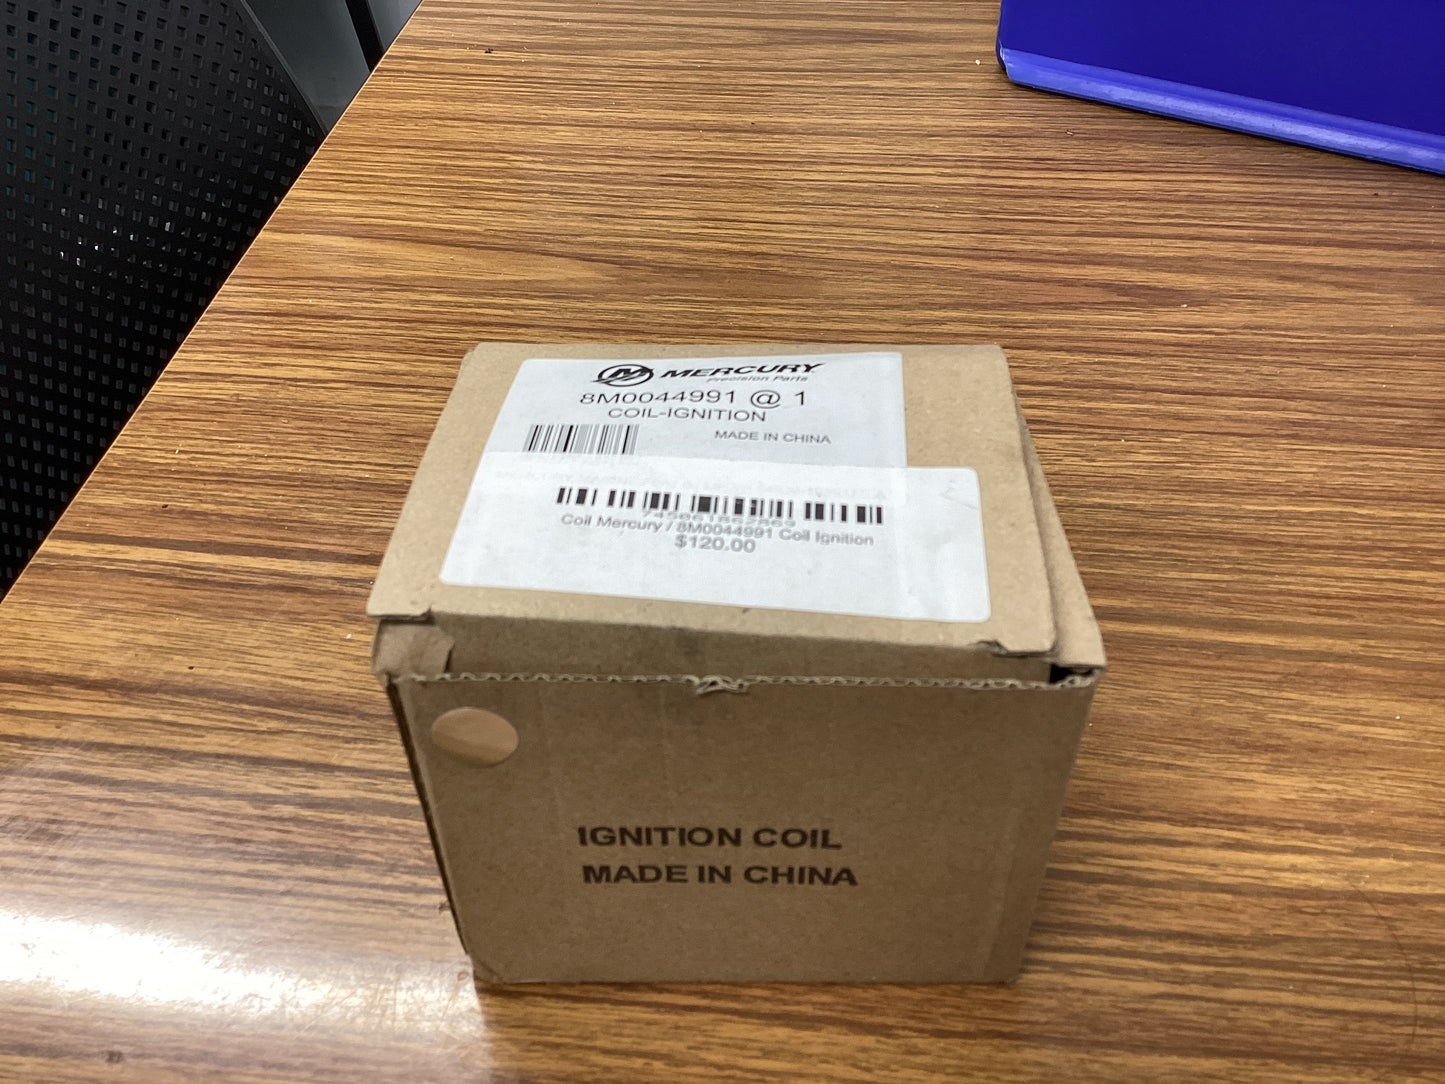 MERCURY
Precision Parts
8M0044991 @ 1
COIL-IGNITION
MADE IN CHINA
745061862869
Coil Mercury / 8M0044991 Coil Ignition
$120.00
IGNITION COIL
MADE IN CHINA